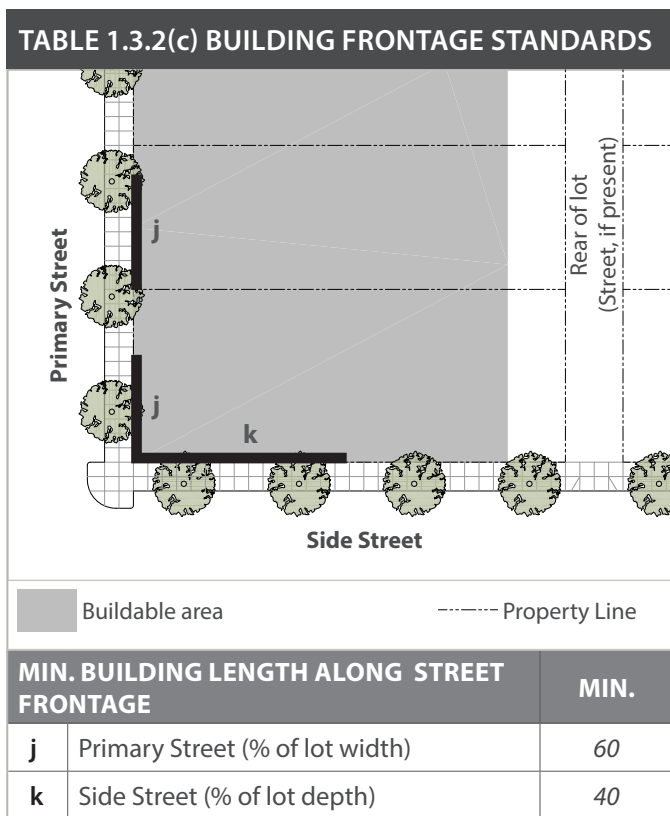 TABLE 1.3.2(c) BUILDING FRONTAGE STANDARDS
Primary Street
j
j
k
Rear of lot
(Street, if present)
Side Street
Buildable area
Property Line
MIN. BUILDING LENGTH ALONG STREET
FRONTAGE
MIN.
j Primary Street (% of lot width) 60
k Side Street (% of lot depth) 40